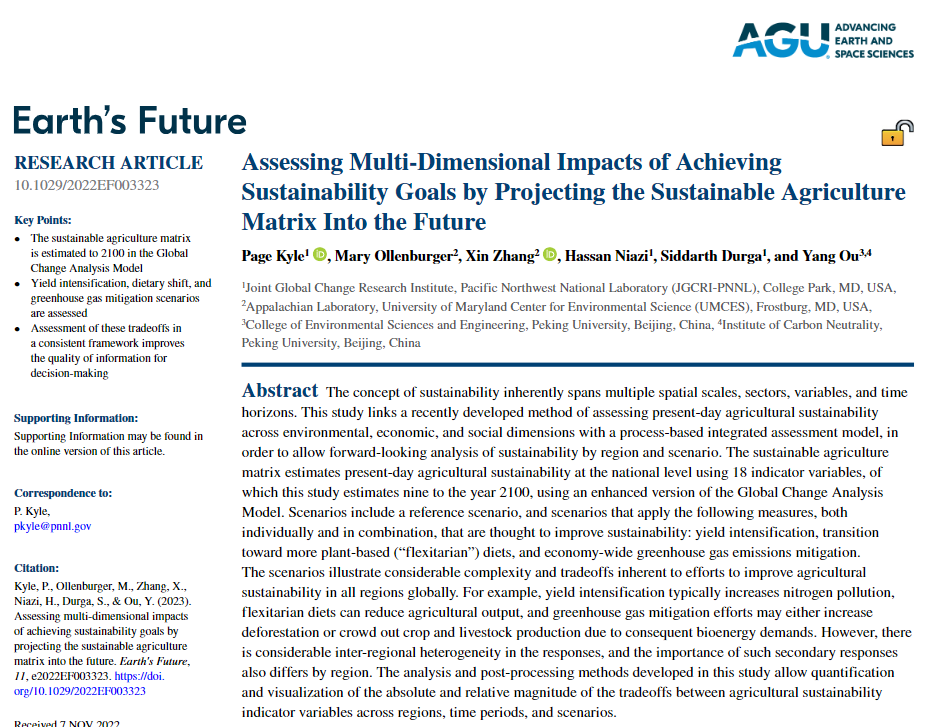 AGU
ADVANCING
EARTH AND
SPACE SCIENCES
Earth's Future
RESEARCH ARTICLE
10.1029/2022EF003323
Key Points:
• The sustainable agriculture matrix
is estimated to 2100 in the Global
Change Analysis Model
• Yield intensification, dietary shift, and
greenhouse gas mitigation scenarios
are assessed
• Assessment of these tradeoffs in
a consistent framework improves
the quality of information for
decision-making
Supporting Information:
Supporting Information may be found in
the online version of this article.
Correspondence to:
P. Kyle,
pkyle@pnnl.gov
Citation:
Kyle, P., Ollenburger, M., Zhang, X.,
Niazi, H., Durga, S., & Ou, Y. (2023).
Assessing multi-dimensional impacts
of achieving sustainability goals by
projecting the sustainable agriculture
matrix into the future. Earth's Future,
11, e2022EF003323. https://doi.
org/10.1029/2022EF003323
Received 7 NOV 2022
Assessing Multi-Dimensional Impacts of Achieving
Sustainability Goals by Projecting the Sustainable Agriculture
Matrix Into the Future
Page Kyle1 iD, Mary Ollenburger2, Xin Zhang2 iD, Hassan Niazi1, Siddarth Durga1, and Yang Ou3,4
1Joint Global Change Research Institute, Pacific Northwest National Laboratory (JGCRI-PNNL), College Park, MD, USA,
2Appalachian Laboratory, University of Maryland Center for Environmental Science (UMCES), Frostburg, MD, USA,
3College of Environmental Sciences and Engineering, Peking University, Beijing, China, 4Institute of Carbon Neutrality,
Peking University, Beijing, China
Abstract The concept of sustainability inherently spans multiple spatial scales, sectors, variables, and time
horizons. This study links a recently developed method of assessing present-day agricultural sustainability
across environmental, economic, and social dimensions with a process-based integrated assessment model, in
order to allow forward-looking analysis of sustainability by region and scenario. The sustainable agriculture
matrix estimates present-day agricultural sustainability at the national level using 18 indicator variables, of
which this study estimates nine to the year 2100, using an enhanced version of the Global Change Analysis
Model. Scenarios include a reference scenario, and scenarios that apply the following measures, both
individually and in combination, that are thought to improve sustainability: yield intensification, transition
toward more plant-based (“flexitarian”) diets, and economy-wide greenhouse gas emissions mitigation.
The scenarios illustrate considerable complexity and tradeoffs inherent to efforts to improve agricultural
sustainability in all regions globally. For example, yield intensification typically increases nitrogen pollution,
flexitarian diets can reduce agricultural output, and greenhouse gas mitigation efforts may either increase
deforestation or crowd out crop and livestock production due to consequent bioenergy demands. However, there
is considerable inter-regional heterogeneity in the responses, and the importance of such secondary responses
also differs by region. The analysis and post-processing methods developed in this study allow quantification
and visualization of the absolute and relative magnitude of the tradeoffs between agricultural sustainability
indicator variables across regions, time periods, and scenarios.